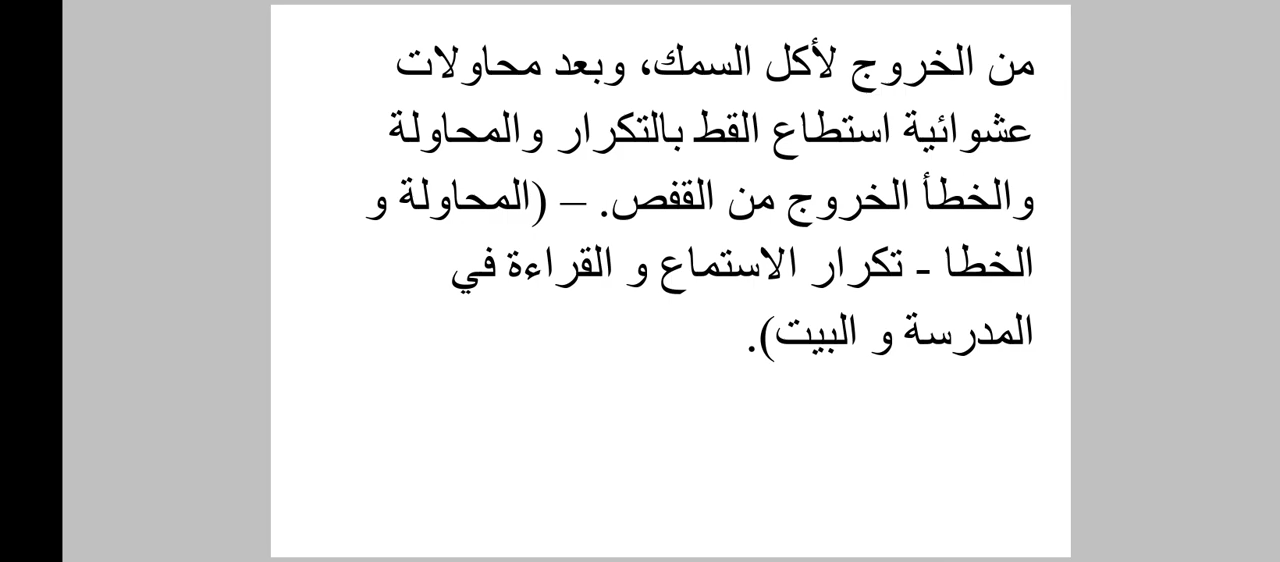 من الخروج لأكل السمك، وبعد محاولات
عشوائية استطاع القط بالتكرار والمحاولة
والخطأ الخروج من القفص. – (المحاولة و
الخطا - تكرار الاستماع و القراءة في
المدرسة و البيت).